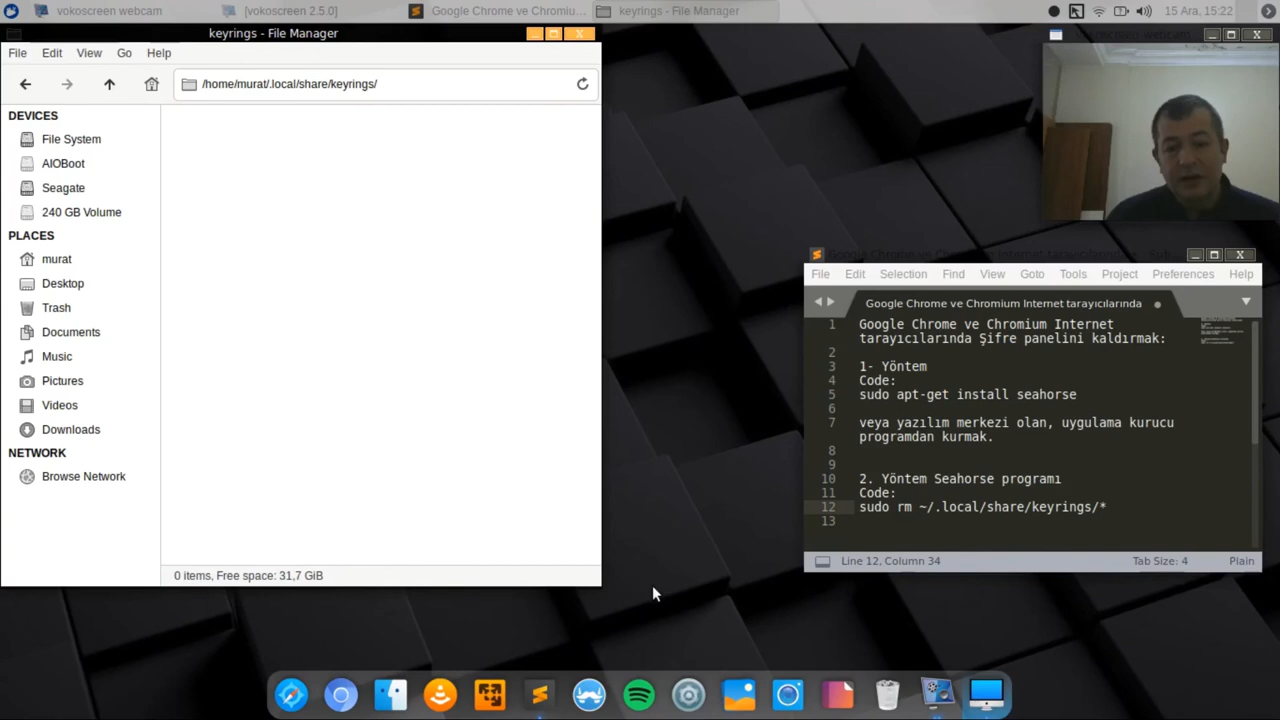 vokoscreen webcam
[vokoscreen 2.5.0]
Google Chrome ve Chromiu...
keyrings - File Manager
15 Ara, 15:22
keyrings - File Manager
File Edit View Go Help
/home/murat/.local/share/keyrings/
DEVICES
File System
AIOBoot
Seagate
240 GB Volume
PLACES
murat
Desktop
Trash
Documents
Music
Pictures
Videos
Downloads
NETWORK
Browse Network
0 items, Free space: 31,7 GiB
File Edit Selection Find View Goto Tools Project Preferences Help
Google Chrome ve Chromium Internet tarayıcılarında
1 Google Chrome ve Chromium Internet
tarayıcılarında Şifre panelini kaldırmak:
2
3 1- Yöntem
4 Code:
5 sudo apt-get install seahorse
6
7 veya yazılım merkezi olan, uygulama kurucu
programdan kurmak.
8
9
10 2. Yöntem Seahorse programı
11 Code:
12 sudo rm ~/.local/share/keyrings/*
13
Line 12, Column 34
Tab Size: 4
Plain